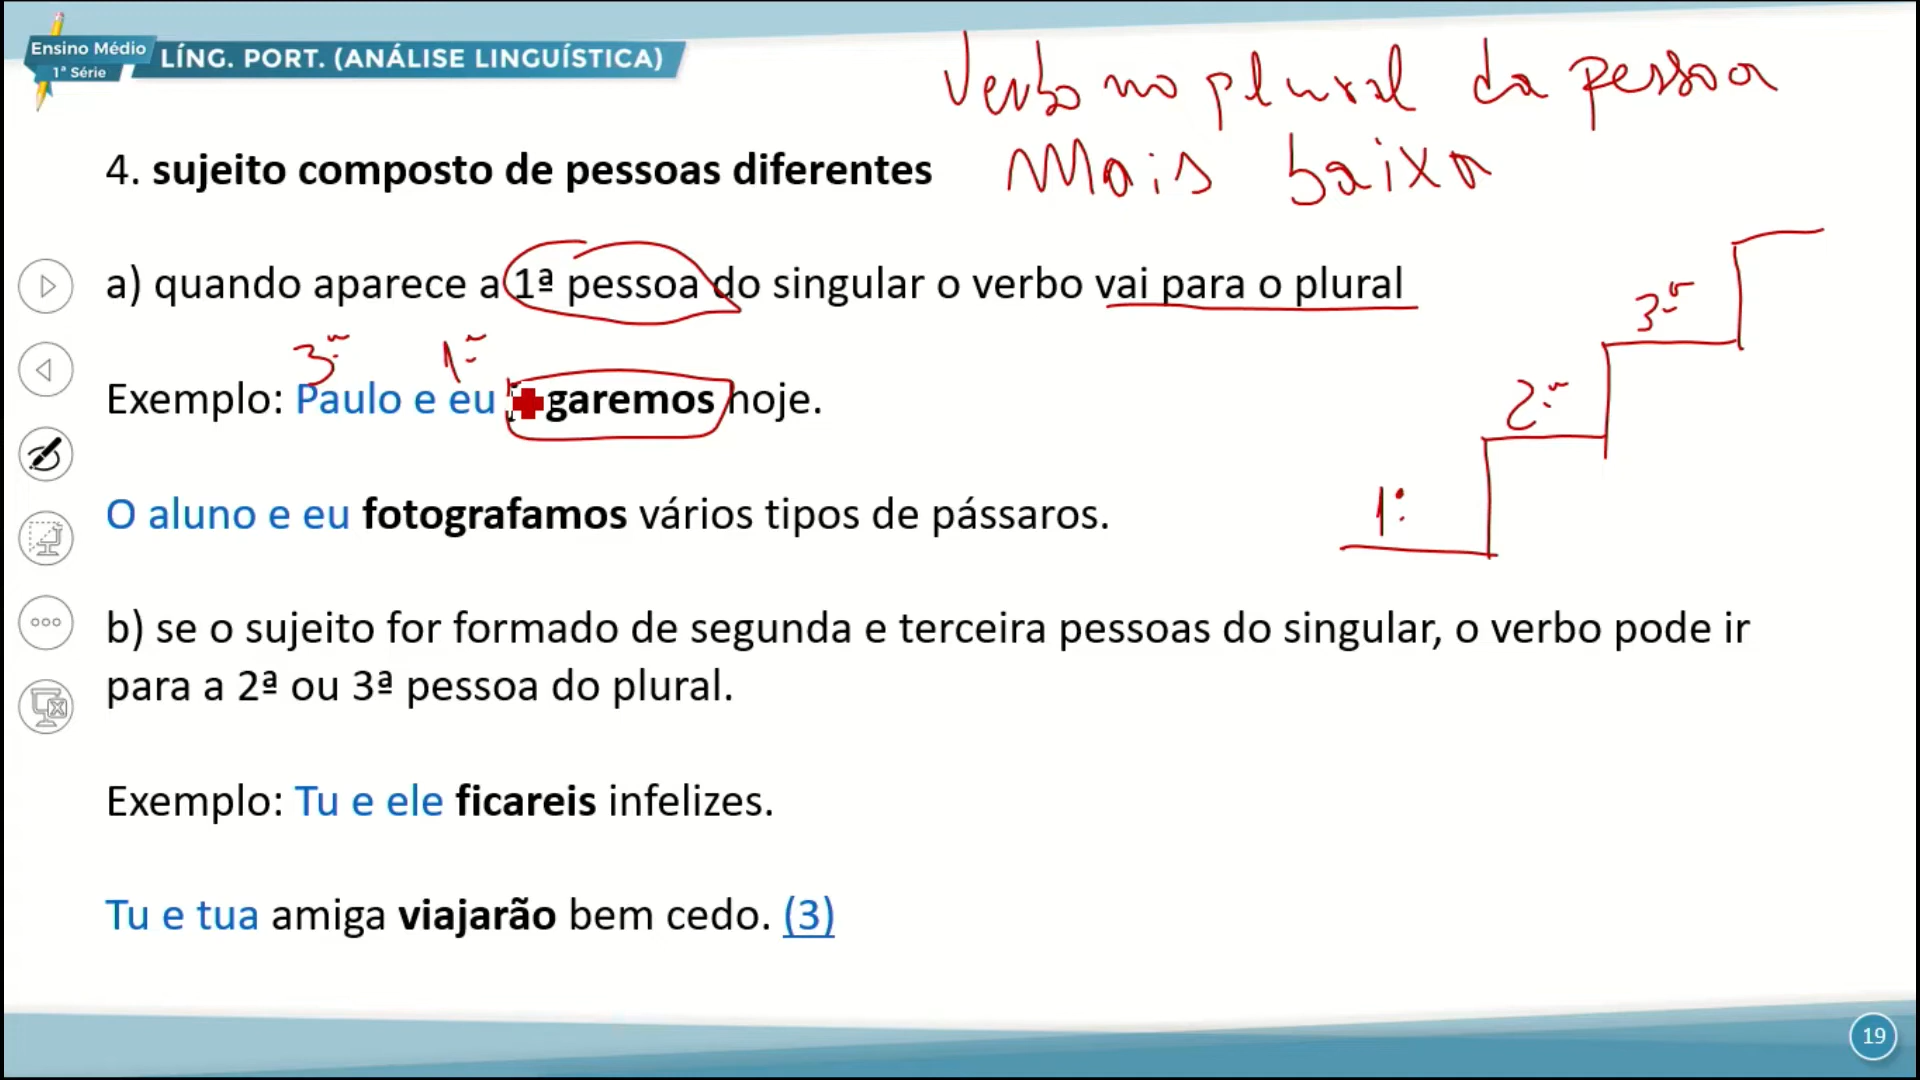 Ensino Médio
1ª Série
LÍNG. PORT. (ANÁLISE LINGUÍSTICA)
Verbo no plural da pessoa
Mais baixa
4. sujeito composto de pessoas diferentes
a) quando aparece a 1ª pessoa do singular o verbo vai para o plural
3ª 1ª
Exemplo: Paulo e eu garemos hoje.
3ª
2ª
1ª
O aluno e eu fotografamos vários tipos de pássaros.
b) se o sujeito for formado de segunda e terceira pessoas do singular, o verbo pode ir
para a 2ª ou 3ª pessoa do plural.
Exemplo: Tu e ele ficareis infelizes.
Tu e tua amiga viajarão bem cedo. (3)
19